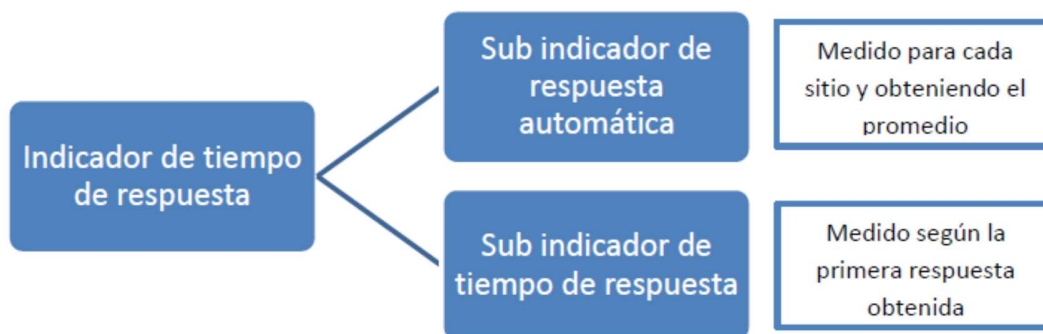 Indicador de tiempo
de respuesta
Sub indicador de
respuesta
automática
Medido para cada
sitio y obteniendo el
promedio
Sub indicador de
tiempo de respuesta
Medido según la
primera respuesta
obtenida